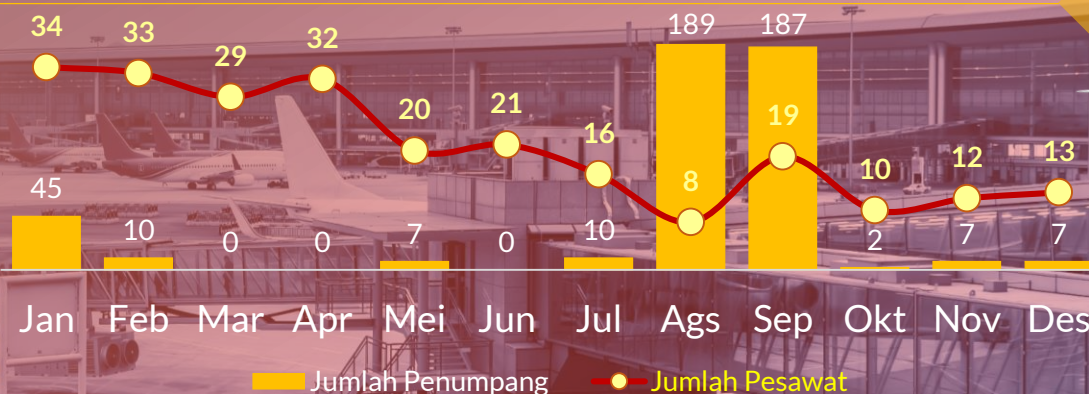 34 33 29 32 20 21 16 8 19 10 12 13
45 10 0 0 7 0 10 189 187 2 7 7
Jan Feb Mar Apr Mei Jun Jul Ags Sep Okt Nov Des
Jumlah Penumpang Jumlah Pesawat